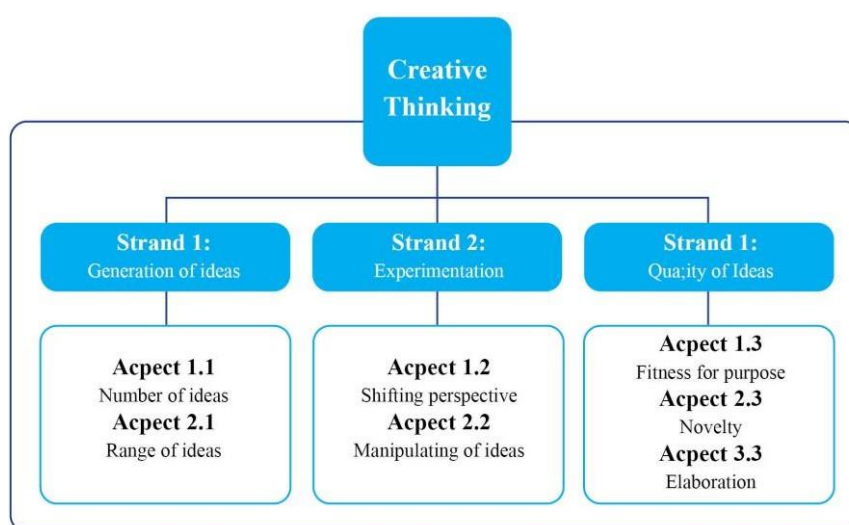 Creative
Thinking
Strand 1:
Generation of ideas
Strand 2:
Experimentation
Strand 1:
Qua;ity of Ideas
Acpect 1.1
Number of ideas
Acpect 2.1
Range of ideas
Acpect 1.2
Shifting perspective
Acpect 2.2
Manipulating of ideas
Acpect 1.3
Fitness for purpose
Acpect 2.3
Novelty
Acpect 3.3
Elaboration